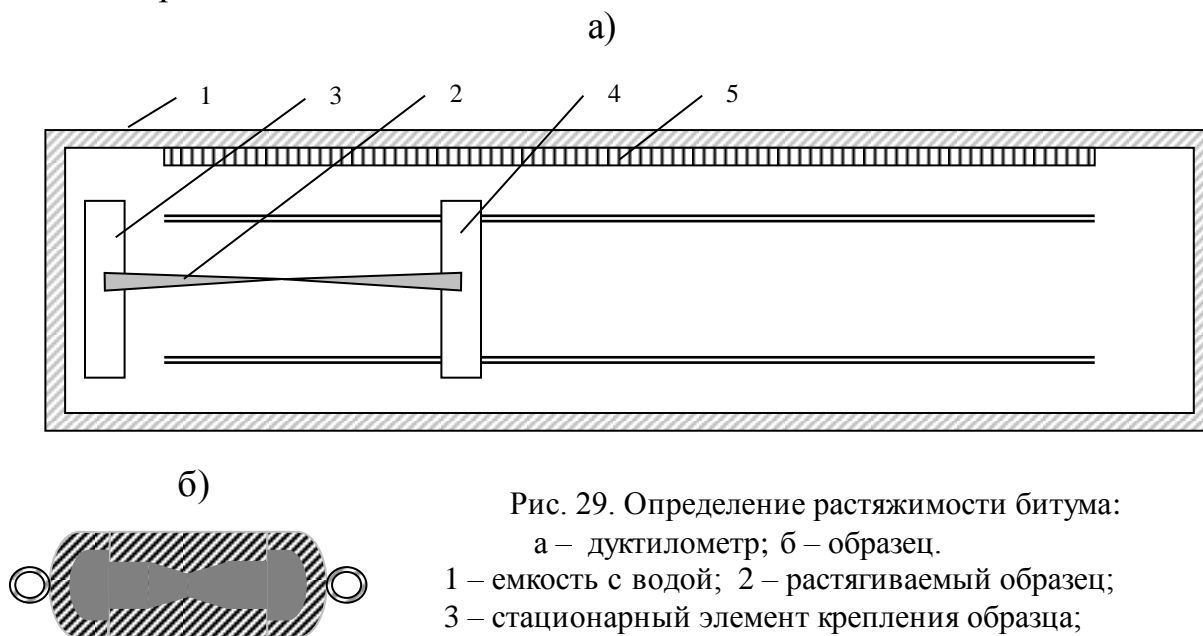 а)
1 3 2 4 5
б)
Рис. 29. Определение растяжимости битума:
а – дуктилометр; б – образец.
1 – емкость с водой; 2 – растягиваемый образец;
3 – стационарный элемент крепления образца;